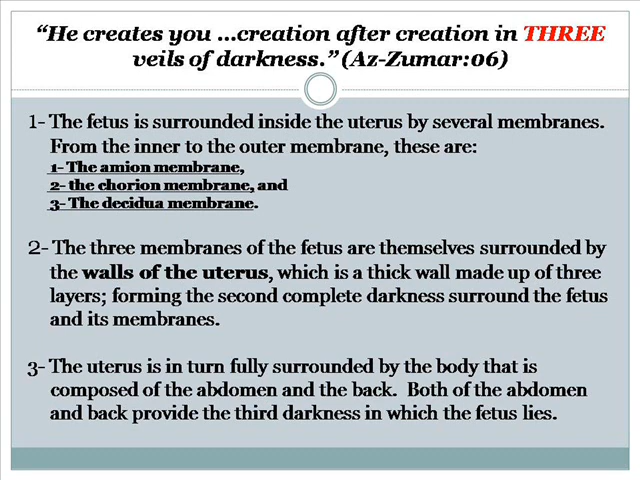 “He creates you ...creation after creation in THREE
veils of darkness.” (Az-Zumar:06)
1- The fetus is surrounded inside the uterus by several membranes.
From the inner to the outer membrane, these are:
1- The amion membrane,
2- the chorion membrane, and
3- The decidua membrane.
2- The three membranes of the fetus are themselves surrounded by
the walls of the uterus, which is a thick wall made up of three
layers; forming the second complete darkness surround the fetus
and its membranes.
3- The uterus is in turn fully surrounded by the body that is
composed of the abdomen and the back. Both of the abdomen
and back provide the third darkness in which the fetus lies.